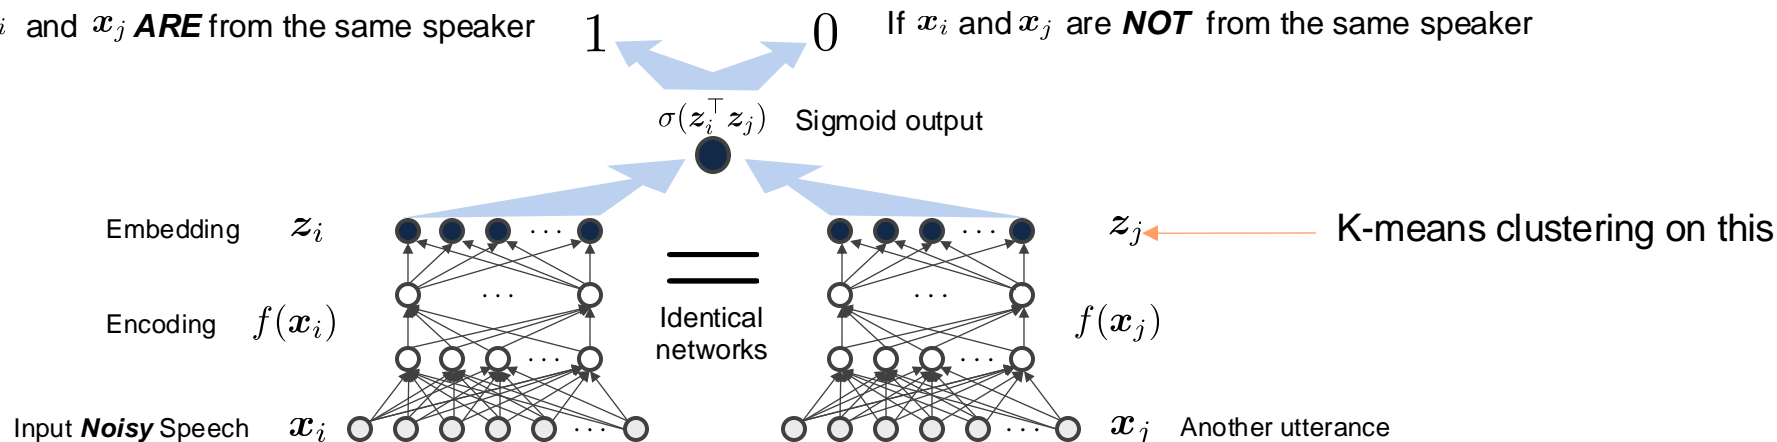 i and xⱼ ARE from the same speaker 1 0 If xᵢ and xⱼ are NOT from the same speaker
σ(zᵢ⊤zⱼ) Sigmoid output
Embedding zᵢ ··· ··· zⱼ K-means clustering on this
··· ···
Encoding f(xᵢ) Identical f(xⱼ)
networks
··· ···
Input Noisy Speech xᵢ ··· ··· xⱼ Another utterance